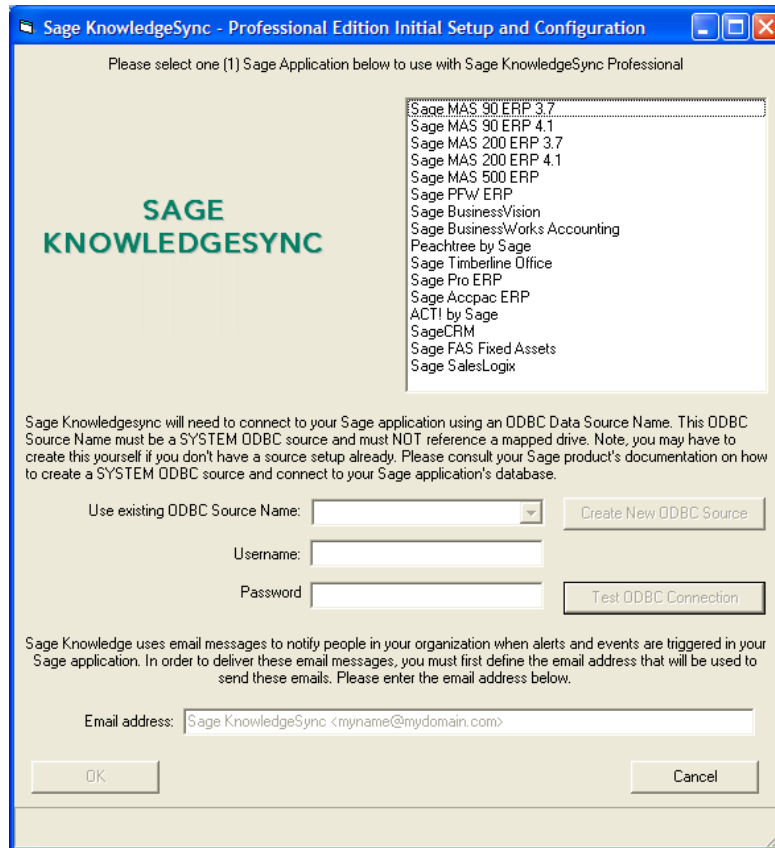 Sage KnowledgeSync - Professional Edition Initial Setup and Configuration
Please select one (1) Sage Application below to use with Sage KnowledgeSync Professional
SAGE
KNOWLEDGESYNC
Sage MAS 90 ERP 3.7
Sage MAS 90 ERP 4.1
Sage MAS 200 ERP 3.7
Sage MAS 200 ERP 4.1
Sage MAS 500 ERP
Sage PFW ERP
Sage BusinessVision
Sage BusinessWorks Accounting
Peachtree by Sage
Sage Timberline Office
Sage Pro ERP
Sage Accpac ERP
ACT! by Sage
SageCRM
Sage FAS Fixed Assets
Sage SalesLogix
Sage Knowledgesync will need to connect to your Sage application using an ODBC Data Source Name. This ODBC
Source Name must be a SYSTEM ODBC source and must NOT reference a mapped drive. Note, you may have to
create this yourself if you don't have a source setup already. Please consult your Sage product's documentation on how
to create a SYSTEM ODBC source and connect to your Sage application's database.
Use existing ODBC Source Name:
Create New ODBC Source
Username:
Password
Test ODBC Connection
Sage Knowledge uses email messages to notify people in your organization when alerts and events are triggered in your
Sage application. In order to deliver these email messages, you must first define the email address that will be used to
send these emails. Please enter the email address below.
Email address: Sage KnowledgeSync <myname@mydomain.com>
OK
Cancel